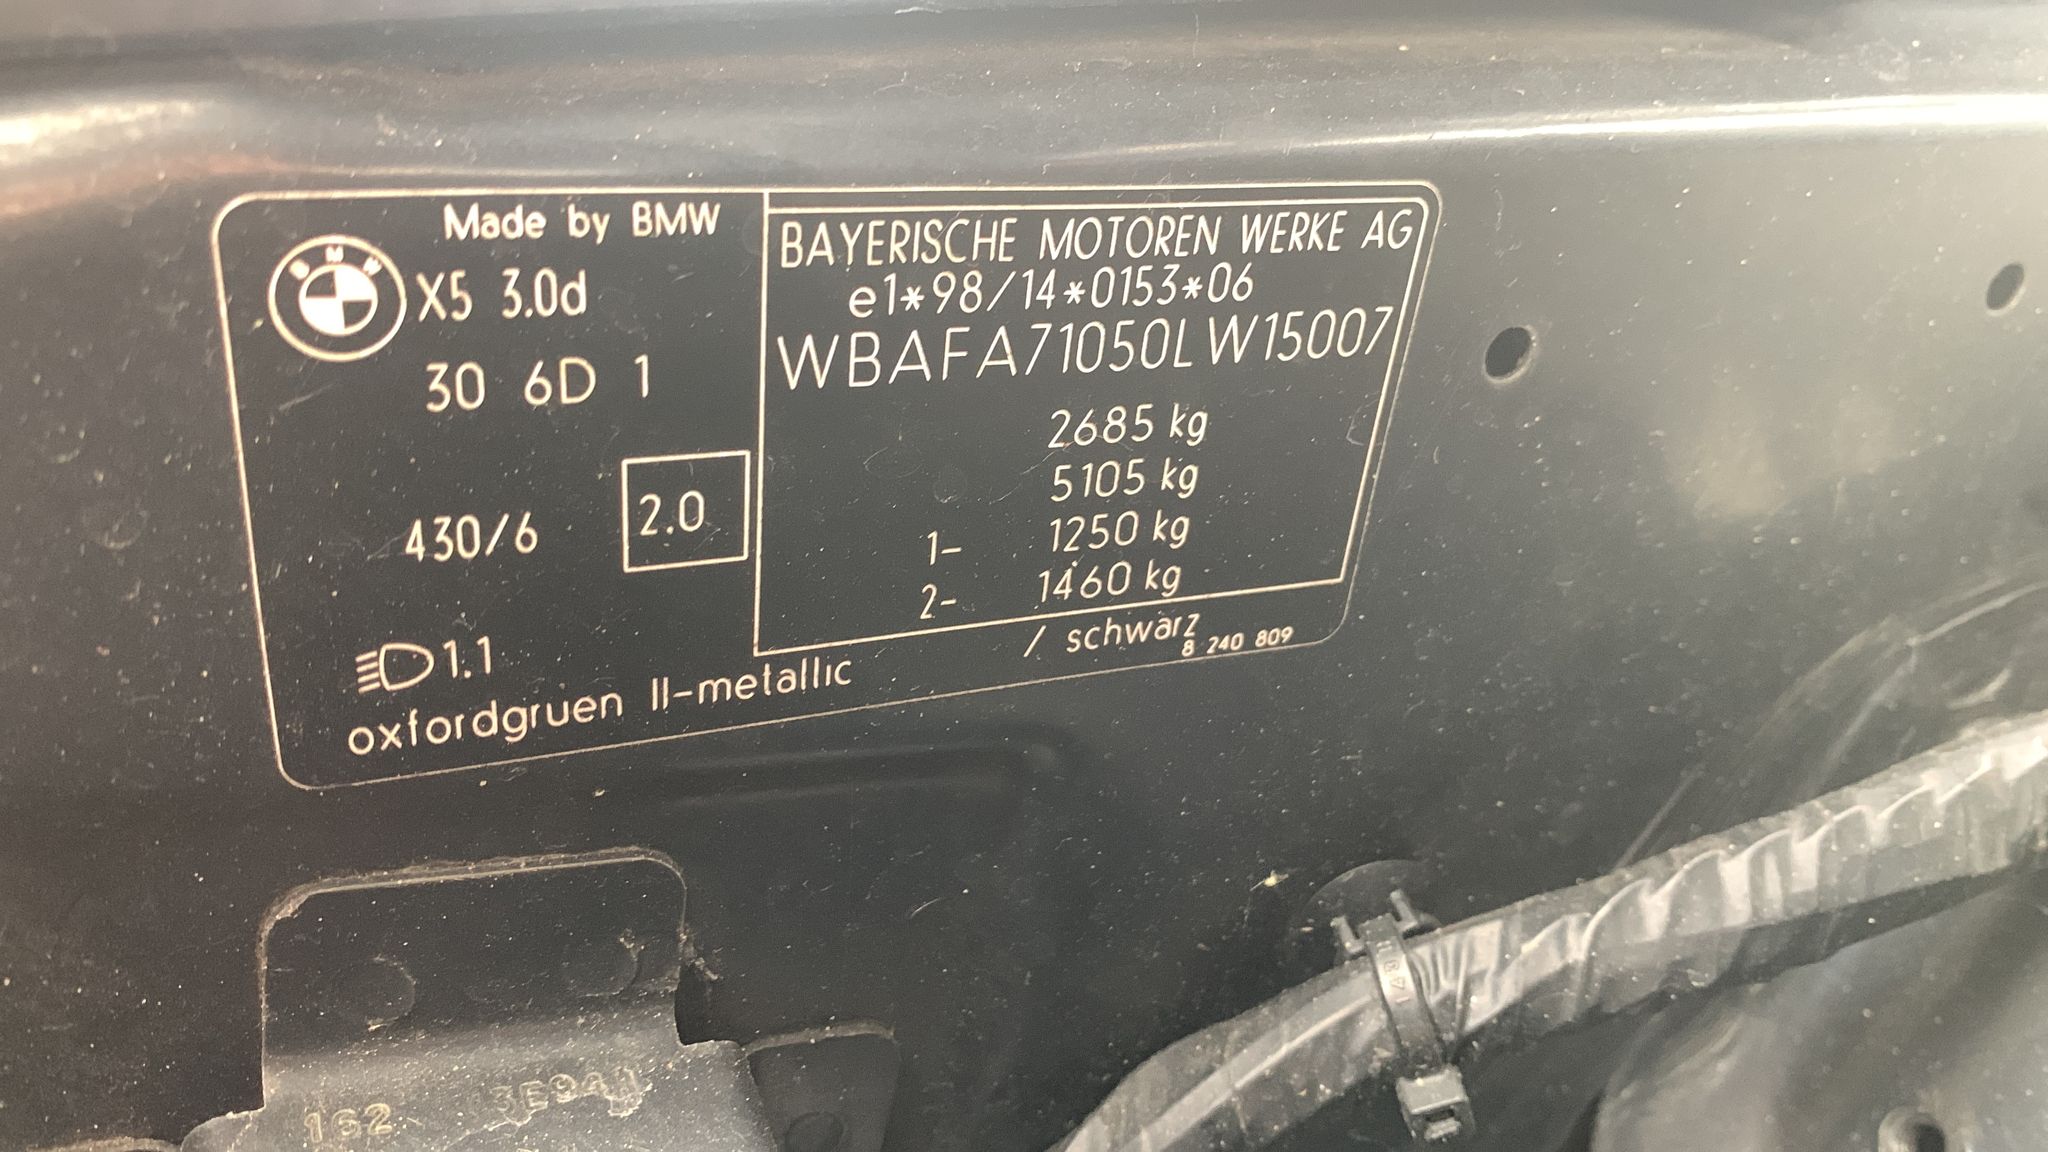 Made by BMW
BMW
X5 3.0d
30 6D 1
430/6
2.0
1.1
oxfordgruen II-metallic / schwarz
8 240 809
BAYERISCHE MOTOREN WERKE AG
e1*98/14*0153*06
WBAFA71050LW15007
2685 kg
5105 kg
1- 1250 kg
2- 1460 kg
162